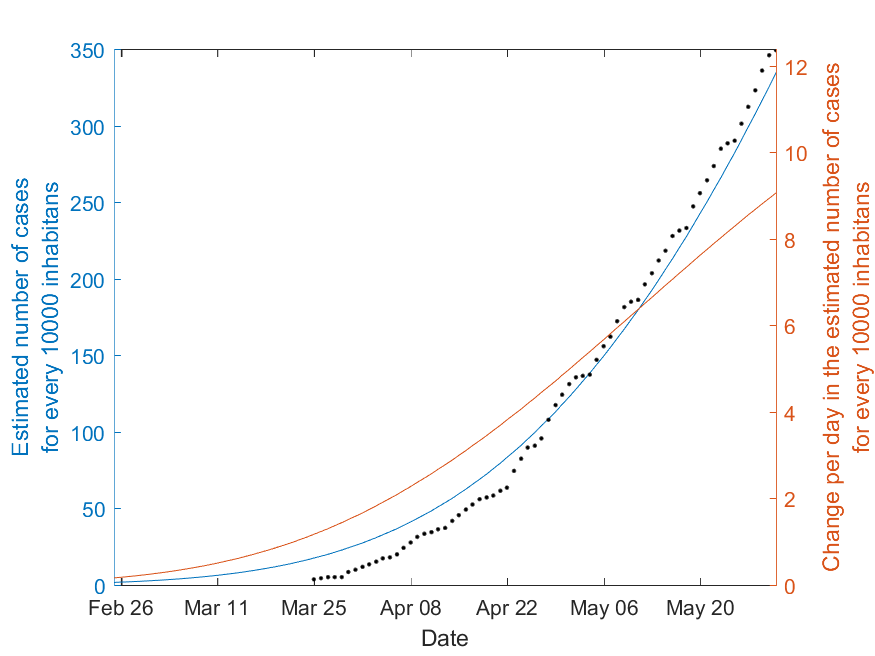 350
300
250
200
150
100
50
0
Estimated number of cases
for every 10000 inhabitans
12
10
8
6
4
2
0
Change per day in the estimated number of cases
for every 10000 inhabitans
Feb 26 Mar 11 Mar 25 Apr 08 Apr 22 May 06 May 20
Date